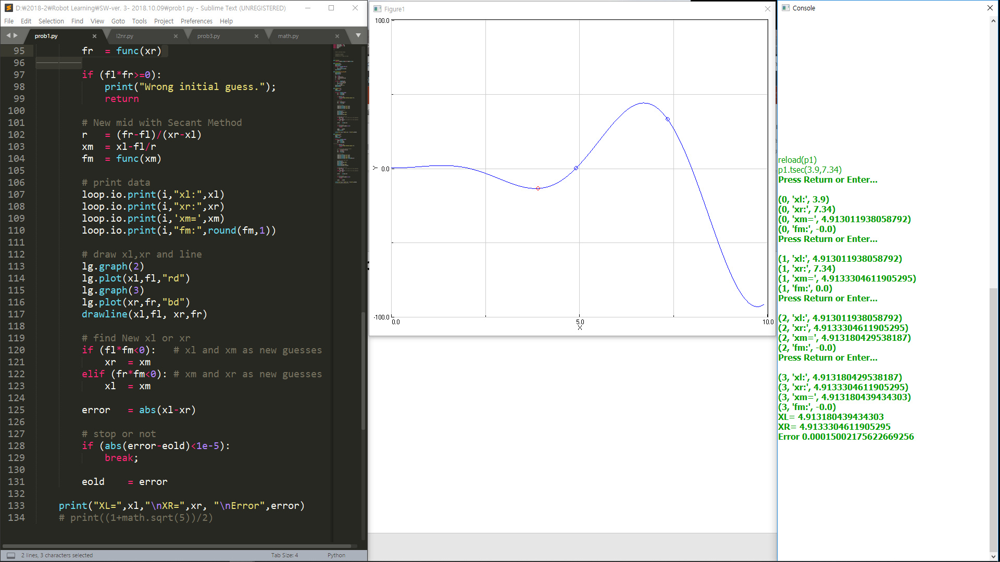 D:₩2018-2₩Robot Learning₩SW-ver. 3- 2018.10.09₩prob1.py - Sublime Text (UNREGISTERED)
File Edit Selection Find View Goto Tools Project Preferences Help
prob1.py l2nr.py prob3.py math.py
95 fr = func(xr)
96
97 if (fl*fr>=0):
98 print("Wrong initial guess.");
99 return
100
101 # New mid with Secant Method
102 r = (fr-fl)/(xr-xl)
103 xm = xl-fl/r
104 fm = func(xm)
105
106 # print data
107 loop.io.print(i,"xl:",xl)
108 loop.io.print(i,"xr:",xr)
109 loop.io.print(i,'xm=',xm)
110 loop.io.print(i,"fm:",round(fm,1))
111
112 # draw xl,xr and line
113 lg.graph(2)
114 lg.plot(xl,fl,"rd")
115 lg.graph(3)
116 lg.plot(xr,fr,"bd")
117 drawline(xl,fl, xr,fr)
118
119 # find New xl or xr
120 if (fl*fm<0): # xl and xm as new guesses
121 xr = xm
122 elif (fr*fm<0): # xm and xr as new guesses
123 xl = xm
124
125 error = abs(xl-xr)
126
127 # stop or not
128 if (abs(error-eold)<1e-5):
129 break;
130
131 eold = error
132
133 print("XL=",xl,"\nXR=",xr, "\nError",error)
134 # print((1+math.sqrt(5))/2)
2 lines, 3 characters selected Tab Size: 4 Python
Figure1
100.0
Y 0.0
-100.0
0.0 5.0 10.0
X
Console
reload(p1)
p1.tsec(3.9,7.34)
Press Return or Enter...
(0, 'xl:', 3.9)
(0, 'xr:', 7.34)
(0, 'xm=', 4.913011938058792)
(0, 'fm:', -0.0)
Press Return or Enter...
(1, 'xl:', 4.913011938058792)
(1, 'xr:', 7.34)
(1, 'xm=', 4.9133304611905295)
(1, 'fm:', 0.0)
Press Return or Enter...
(2, 'xl:', 4.913011938058792)
(2, 'xr:', 4.9133304611905295)
(2, 'xm=', 4.913180429538187)
(2, 'fm:', -0.0)
Press Return or Enter...
(3, 'xl:', 4.913180429538187)
(3, 'xr:', 4.9133304611905295)
(3, 'xm=', 4.913180439434303)
(3, 'fm:', -0.0)
XL= 4.913180439434303
XR= 4.9133304611905295
Error 0.00015002175622669256